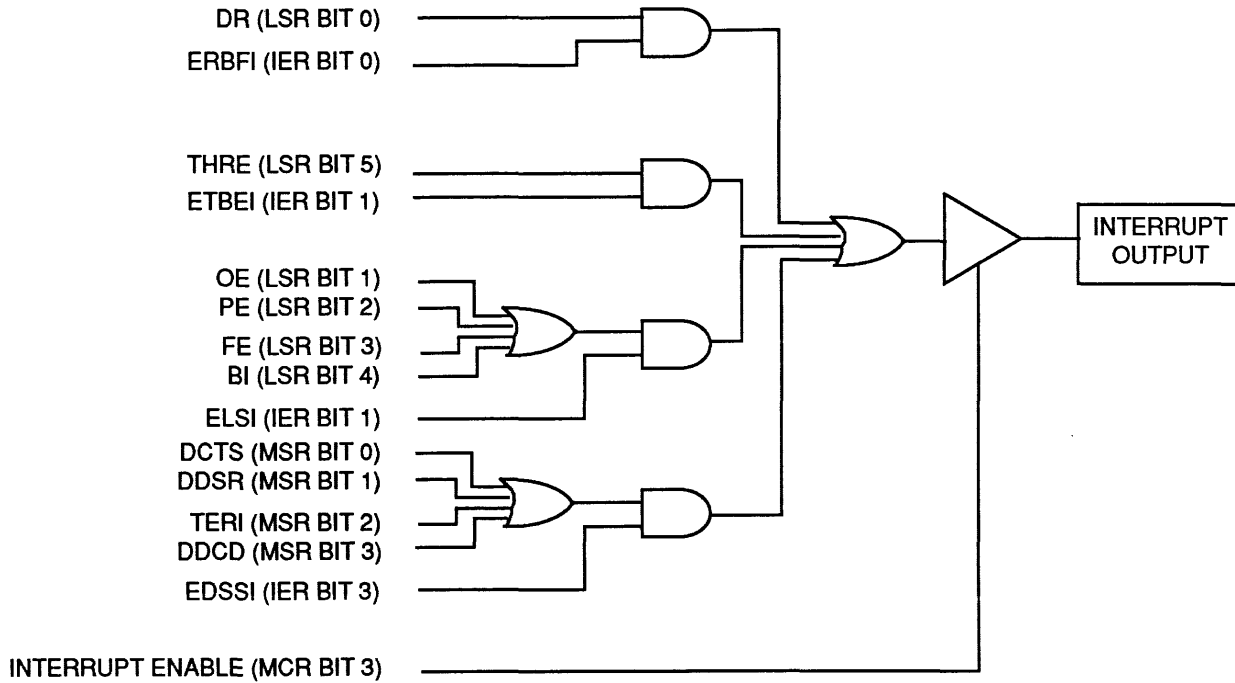 DR (LSR BIT 0)
ERBFI (IER BIT 0)
THRE (LSR BIT 5)
ETBEI (IER BIT 1)
OE (LSR BIT 1)
PE (LSR BIT 2)
FE (LSR BIT 3)
BI (LSR BIT 4)
ELSI (IER BIT 1)
DCTS (MSR BIT 0)
DDSR (MSR BIT 1)
TERI (MSR BIT 2)
DDCD (MSR BIT 3)
EDSSI (IER BIT 3)
INTERRUPT ENABLE (MCR BIT 3)
INTERRUPT
OUTPUT